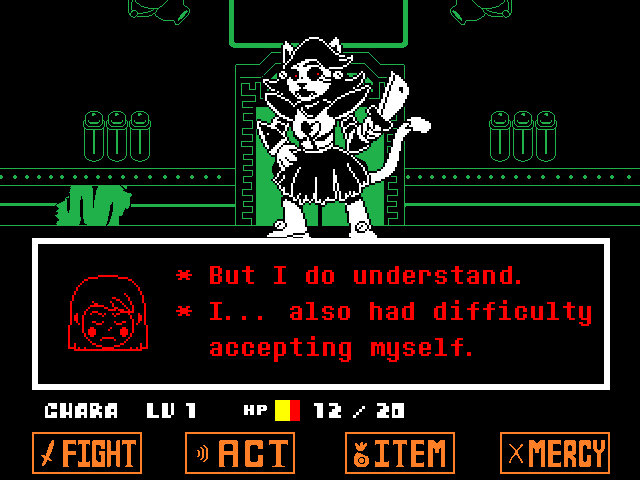 * But I do understand.
* I... also had difficulty
accepting myself.
CHARA LV 1 HP 12 / 20
FIGHT ACT ITEM MERCY